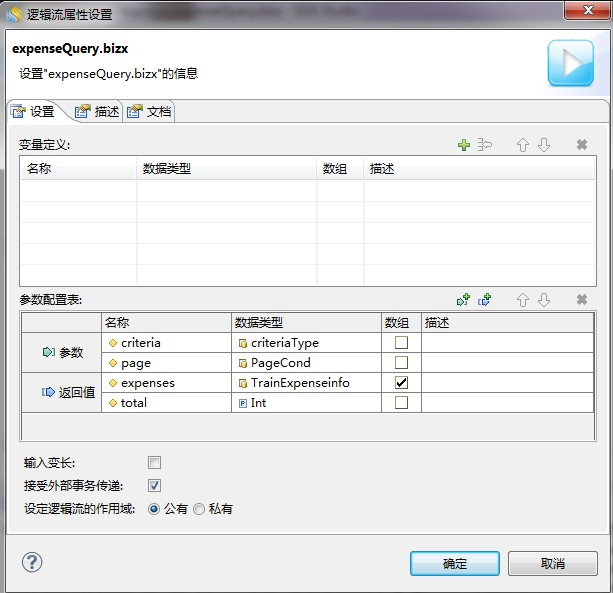 逻辑流属性设置
expenseQuery.bizx
设置"expenseQuery.bizx"的信息
设置 描述 文档
变量定义:
名称 数据类型 数组 描述
参数配置表:
名称 数据类型 数组 描述
参数 criteria criteriaType
page PageCond
返回值 expenses TrainExpenseinfo
total Int
输入变长:
接受外部事务传递:
设定逻辑流的作用域: 公有 私有
确定 取消